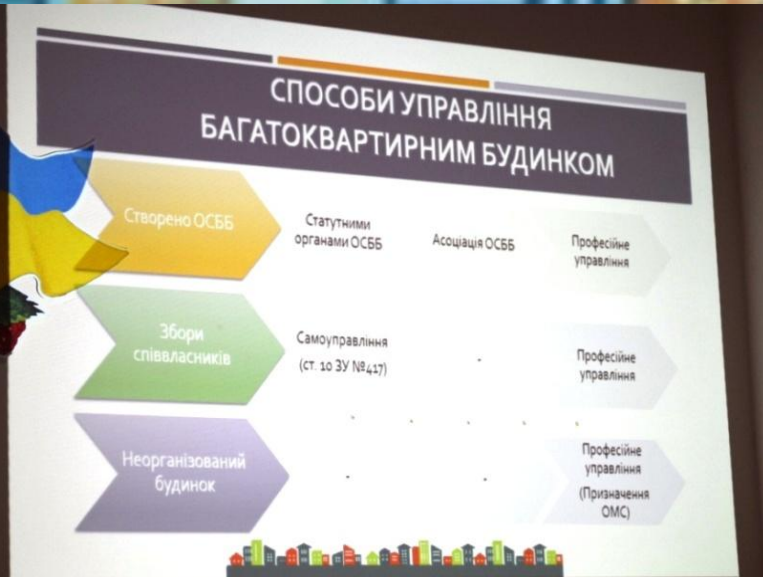 СПОСОБИ УПРАВЛІННЯ
БАГАТОКВАРТИРНИМ БУДИНКОМ
Створено ОСББ
Статутними
органами ОСББ
Асоціація ОСББ
Професійне
управління
Збори
співвласників
Самоуправління
(ст. 10 ЗУ №417)
-
Професійне
управління
Неорганізований
будинок
-
-
Професійне
управління
(Призначення
ОМС)